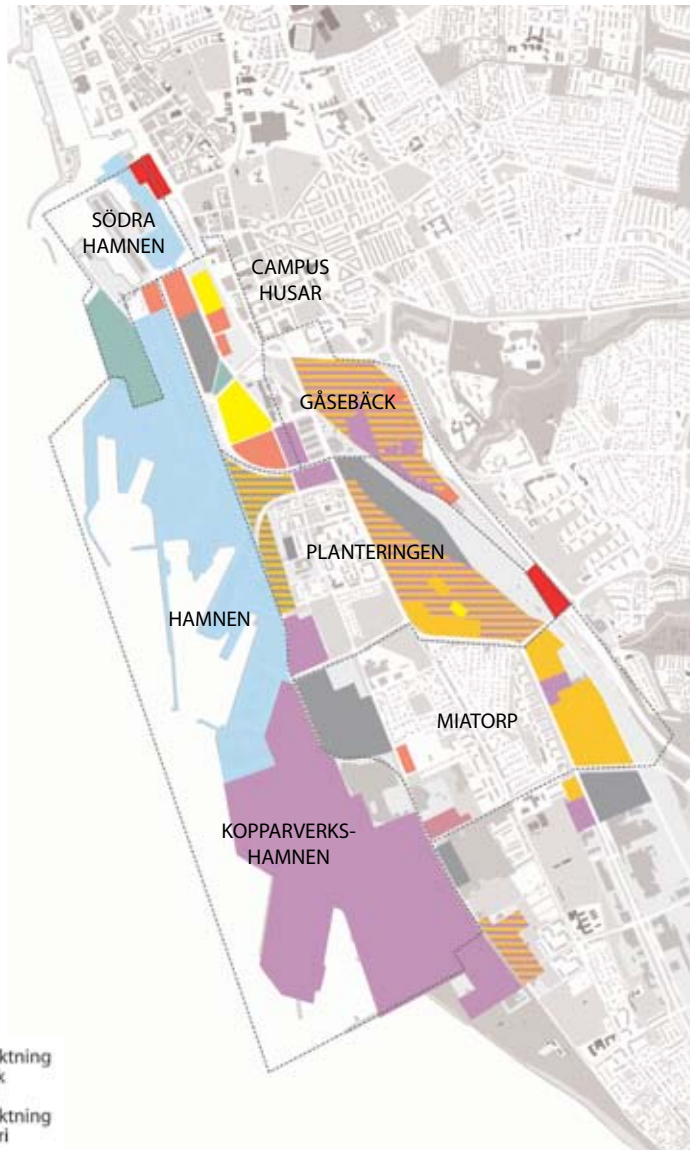 SÖDRA
HAMNEN
CAMPUS
HUSAR
GÅSEBÄCK
PLANTERINGEN
HAMNEN
MIATORP
KOPPARVERKS-
HAMNEN
ktning
k
ktning
ri